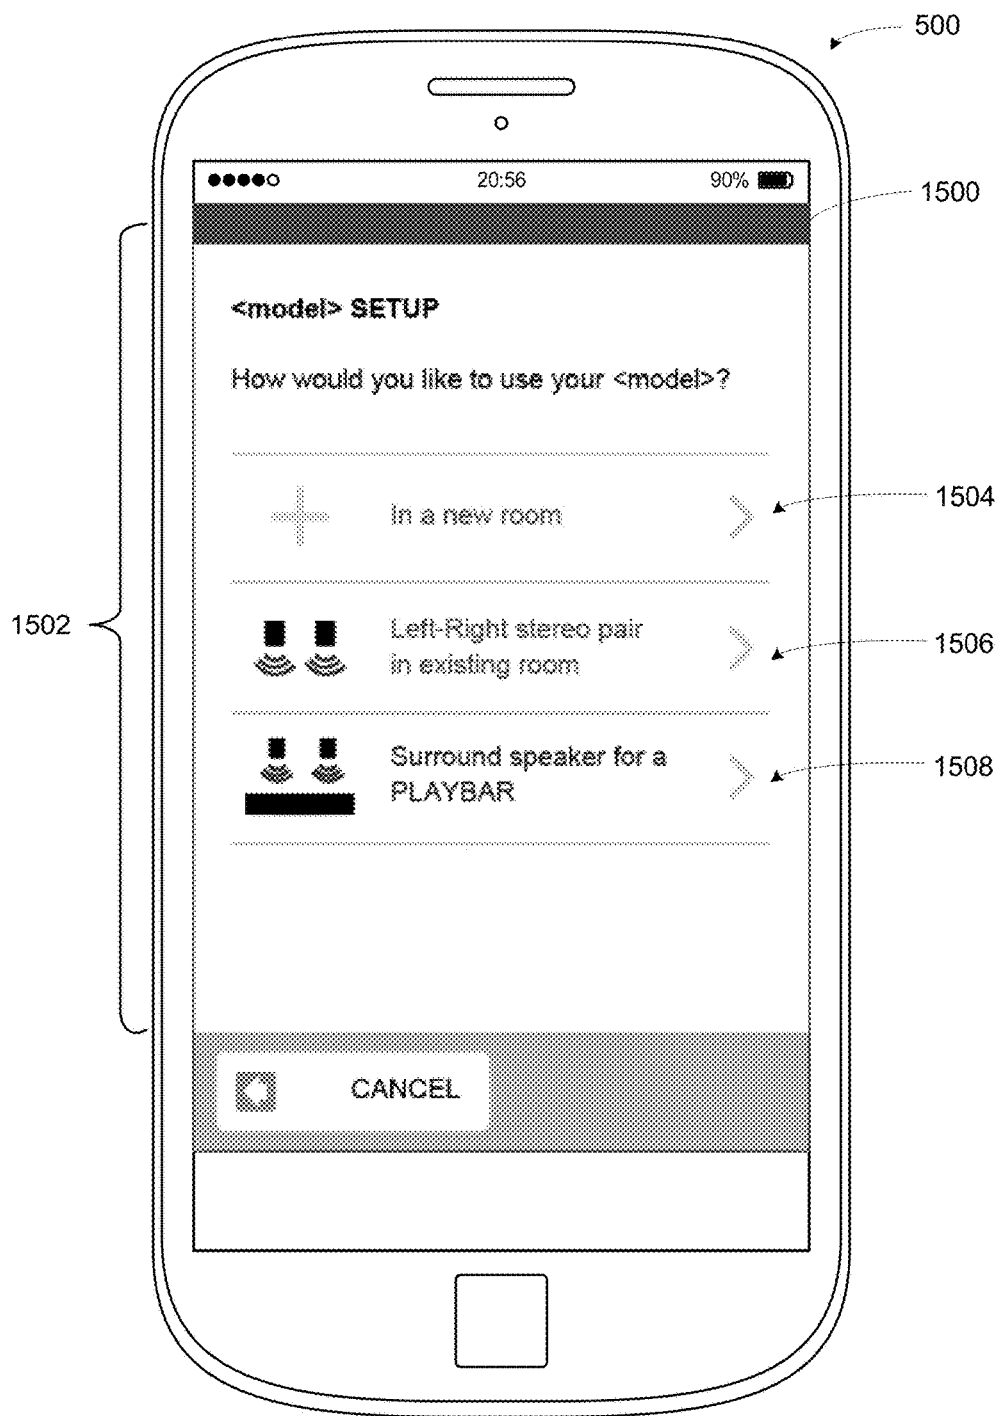 500
20:56
90%
1500
<model> SETUP
How would you like to use your <model>?
In a new room
1504
1502
Left-Right stereo pair
in existing room
1506
Surround speaker for a
PLAYBAR
1508
CANCEL